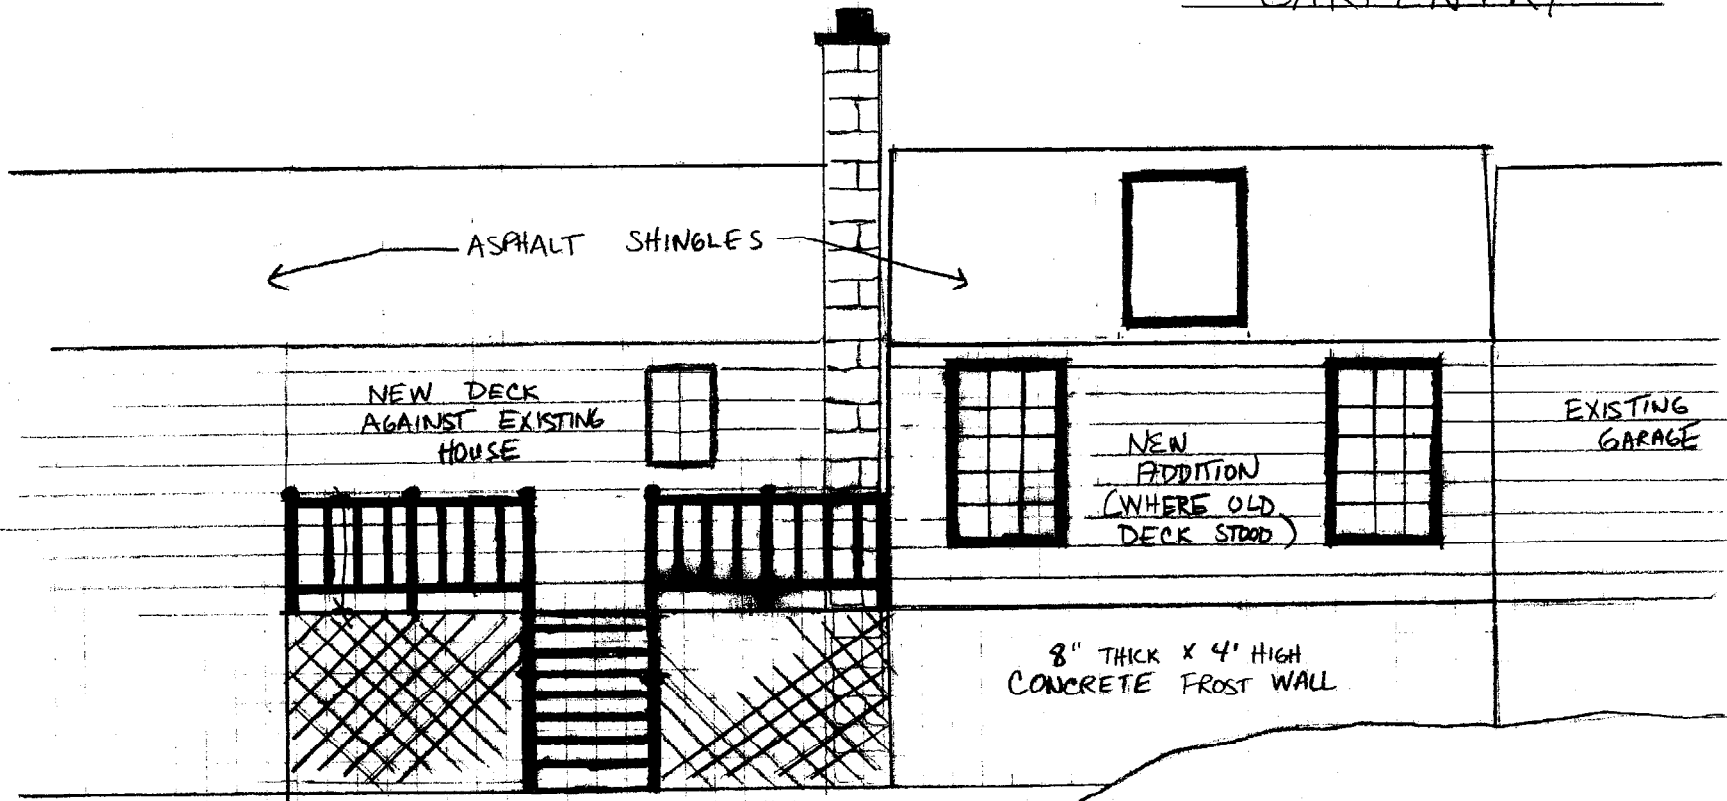 CARPENTRY
ASPHALT SHINGLES
NEW DECK
AGAINST EXISTING
HOUSE
NEW
ADDITION
(WHERE OLD
DECK STOOD)
EXISTING
GARAGE
8" THICK X 4' HIGH
CONCRETE FROST WALL